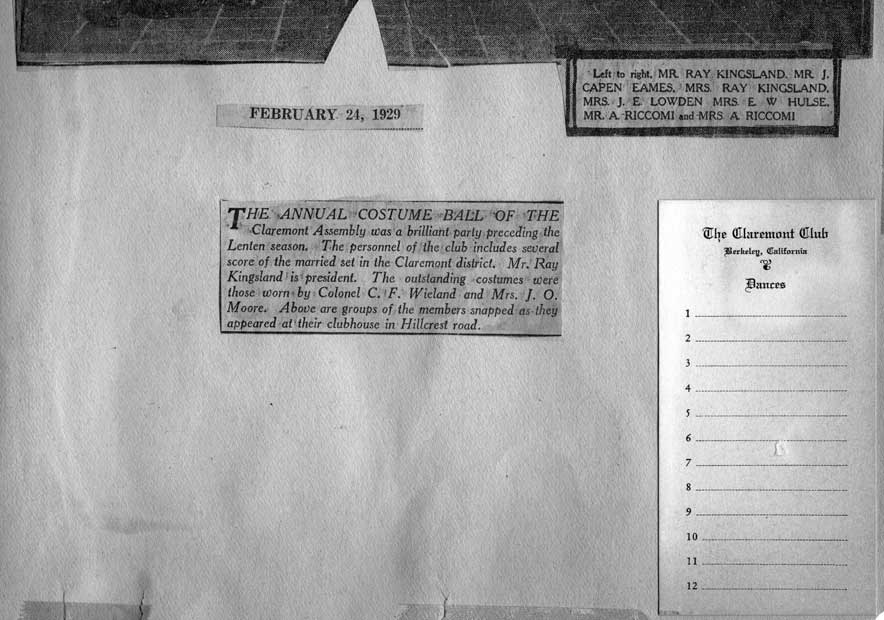 Left to right, MR. RAY KINGSLAND, MR. J.
CAPEN EAMES, MRS. RAY KINGSLAND,
MRS. J. E. LOWDEN MRS. E. W HULSE,
MR. A. RICCOMI and MRS A. RICCOMI
FEBRUARY 24, 1929
THE ANNUAL COSTUME BALL OF THE
Claremont Assembly was a brilliant party preceding the
Lenten season. The personnel of the club includes several
score of the married set in the Claremont district. Mr. Ray
Kingsland is president. The outstanding costumes were
those worn by Colonel C. F. Wieland and Mrs. J. O.
Moore. Above are groups of the members snapped as they
appeared at their clubhouse in Hillcrest road.
The Claremont Club
Berkeley, California
Dances
1
2
3
4
5
6
7
8
9
10
11
12